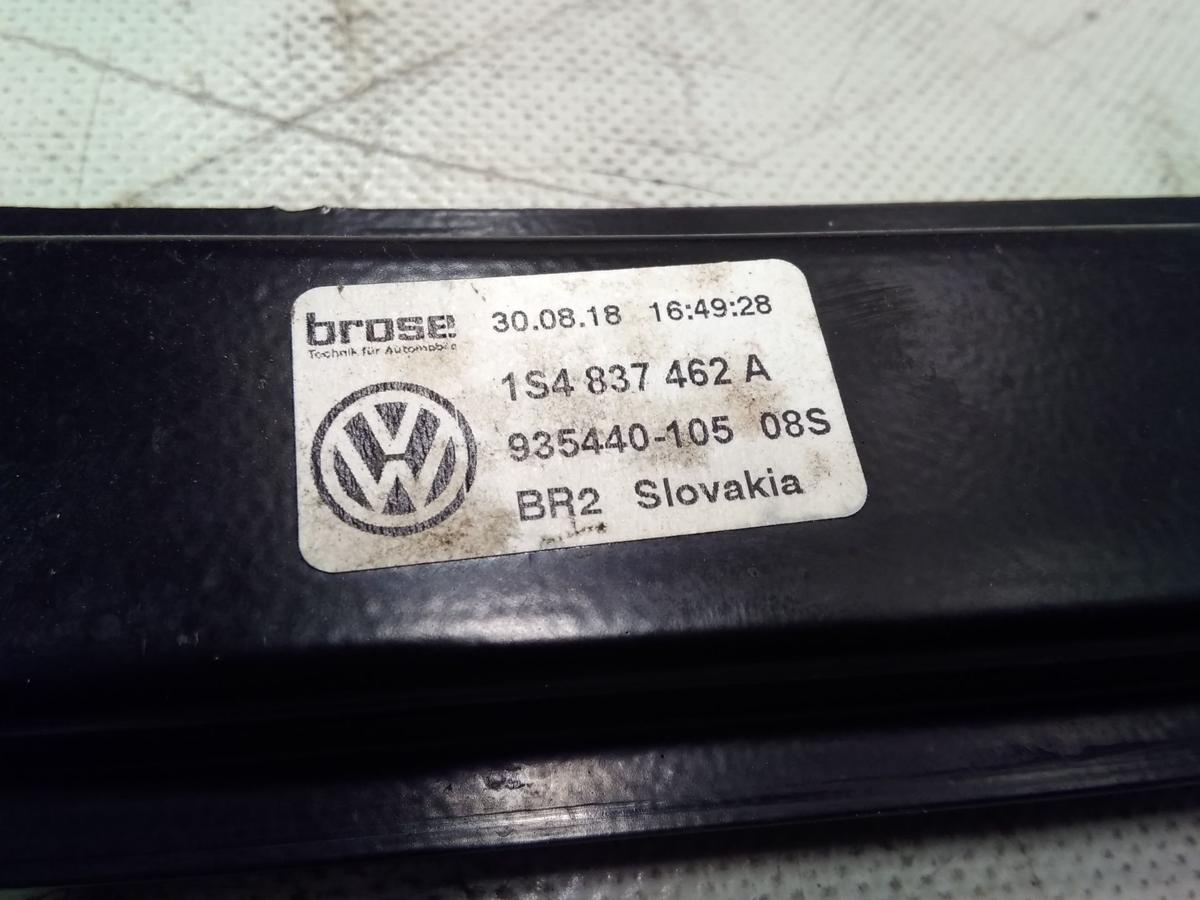 brose 30.08.18 16:49:28
Technik für Automobile
1S4 837 462 A
935440-105 08S
BR2 Slovakia